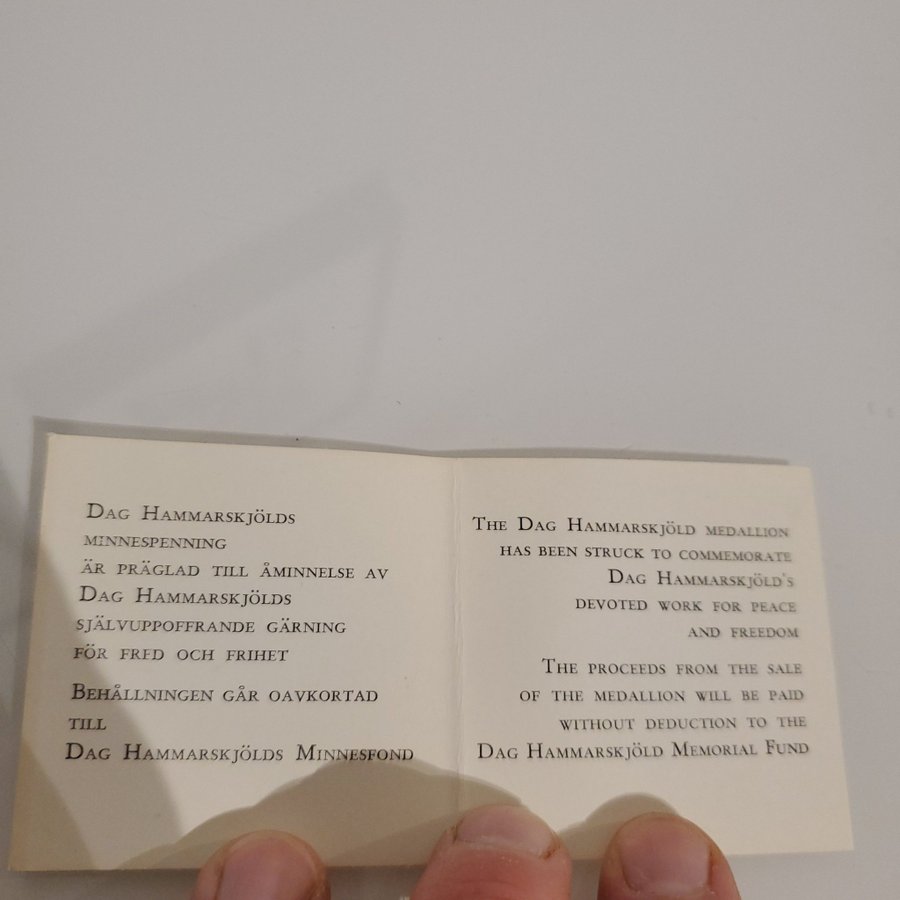 Dag Hammarskjölds
minnespenning
är präglad till åminnelse av
Dag Hammarskjölds
självuppoffrande gärning
för fred och frihet
Behållningen går oavkortad
till
Dag Hammarskjölds Minnesfond
The Dag Hammarskjöld medallion
has been struck to commemorate
Dag Hammarskjöld's
devoted work for peace
and freedom
The proceeds from the sale
of the medallion will be paid
without deduction to the
Dag Hammarskjöld Memorial Fund